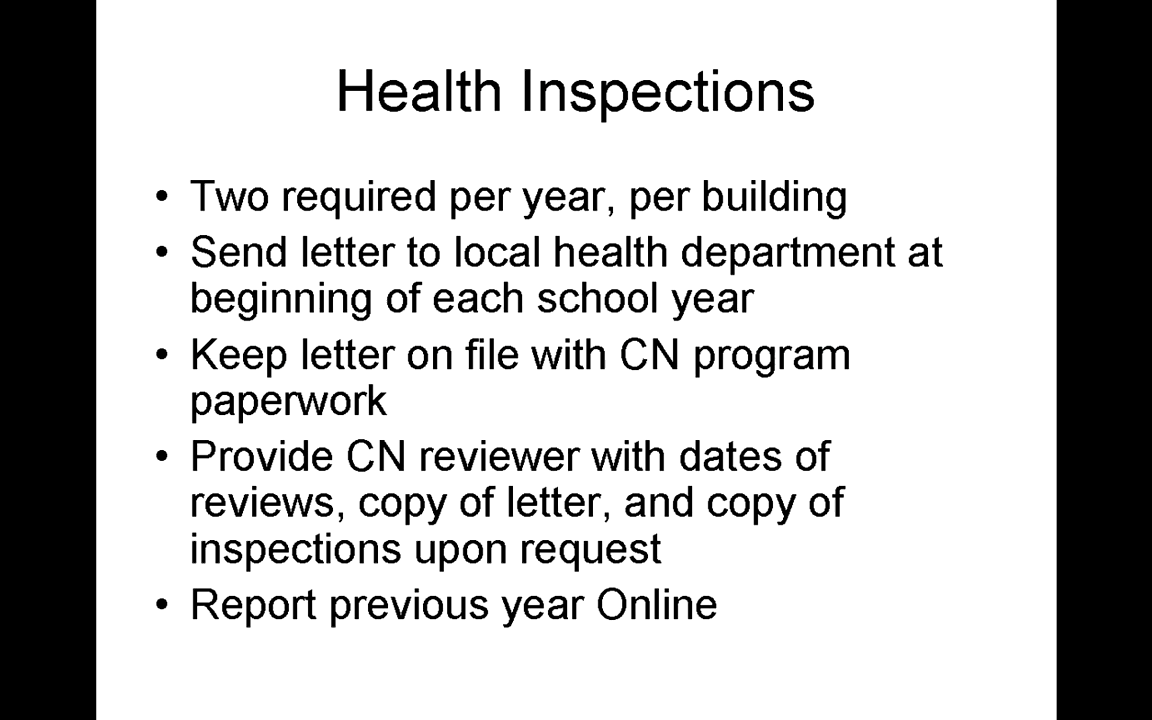 Health Inspections
• Two required per year, per building
• Send letter to local health department at
beginning of each school year
• Keep letter on file with CN program
paperwork
• Provide CN reviewer with dates of
reviews, copy of letter, and copy of
inspections upon request
• Report previous year Online